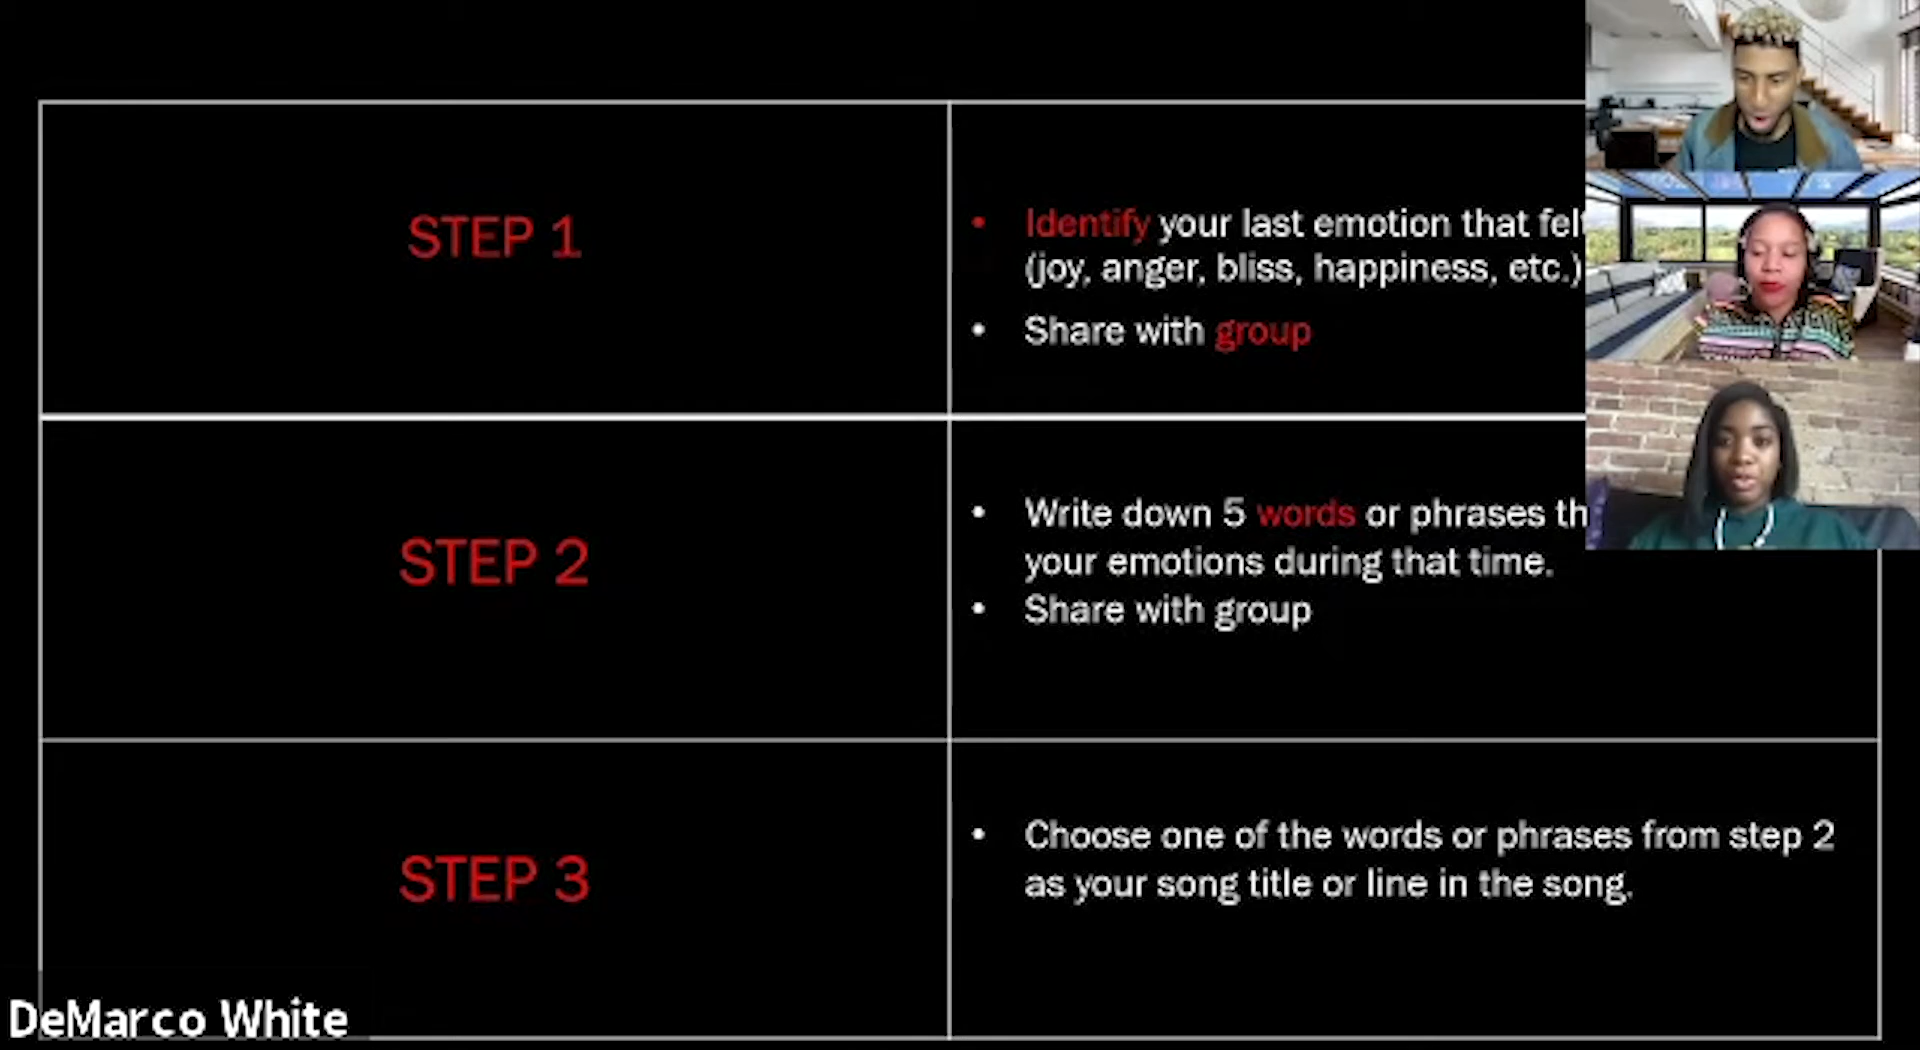 STEP 1
• Identify your last emotion that felt
(joy, anger, bliss, happiness, etc.)
• Share with group
STEP 2
• Write down 5 words or phrases
your emotions during that time.
• Share with group
STEP 3
• Choose one of the words or phrases from step 2
as your song title or line in the song.
DeMarco White